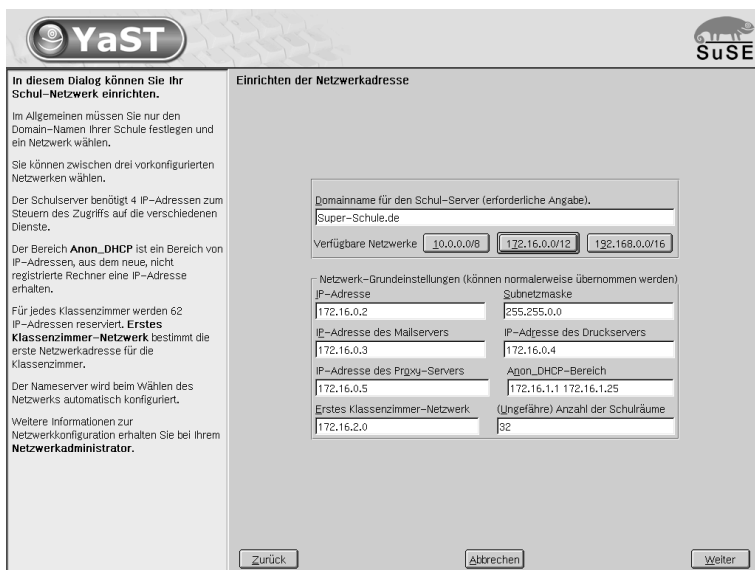 YaST
SuSE
In diesem Dialog können Sie Ihr
Schul-Netzwerk einrichten.
Im Allgemeinen müssen Sie nur den
Domain-Namen Ihrer Schule festlegen und
ein Netzwerk wählen.
Sie können zwischen drei vorkonfigurierten
Netzwerken wählen.
Der Schulserver benötigt 4 IP-Adressen zum
Steuern des Zugriffs auf die verschiedenen
Dienste.
Der Bereich Anon_DHCP ist ein Bereich von
IP-Adressen, aus dem neue, nicht
registrierte Rechner eine IP-Adresse
erhalten.
Für jedes Klassenzimmer werden 62
IP-Adressen reserviert. Erstes
Klassenzimmer-Netzwerk bestimmt die
erste Netzwerkadresse für die
Klassenzimmer.
Der Nameserver wird beim Wählen des
Netzwerks automatisch konfiguriert.
Weitere Informationen zur
Netzwerkkonfiguration erhalten Sie bei Ihrem
Netzwerkadministrator.
Einrichten der Netzwerkadresse
Domainname für den Schul-Server (erforderliche Angabe).
Super-Schule.de
Verfügbare Netzwerke 10.0.0.0/8 172.16.0.0/12 192.168.0.0/16
Netzwerk-Grundeinstellungen (können normalerweise übernommen werden)
IP-Adresse Subnetzmaske
172.16.0.2 255.255.0.0
IP-Adresse des Mailservers IP-Adresse des Druckservers
172.16.0.3 172.16.0.4
IP-Adresse des Proxy-Servers Anon_DHCP-Bereich
172.16.0.5 172.16.1.1 172.16.1.25
Erstes Klassenzimmer-Netzwerk (Ungefähre) Anzahl der Schulräume
172.16.2.0 32
Zurück Abbrechen Weiter